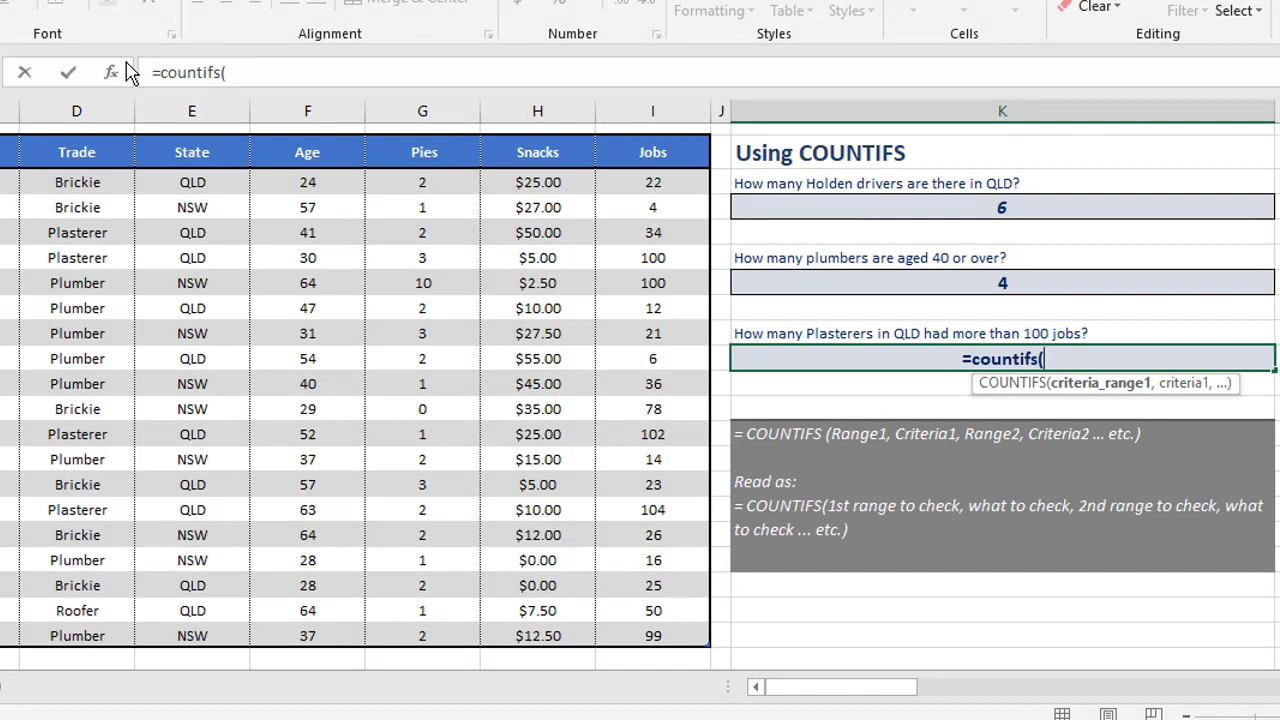 Merge & Center
Formatting Table Styles Clear Filter Select
Font Alignment Number Styles Cells Editing
fx =countifs(
D E F G H I J K
Trade State Age Pies Snacks Jobs
Brickie QLD 24 2 $25.00 22
Brickie NSW 57 1 $27.00 4
Plasterer QLD 41 2 $50.00 34
Plasterer QLD 30 3 $5.00 100
Plumber NSW 64 10 $2.50 100
Plumber QLD 47 2 $10.00 12
Plumber NSW 31 3 $27.50 21
Plumber QLD 54 2 $55.00 6
Plumber NSW 40 1 $45.00 36
Brickie NSW 29 0 $35.00 78
Plasterer QLD 52 1 $25.00 102
Plumber NSW 37 2 $15.00 14
Brickie QLD 57 3 $5.00 23
Plasterer QLD 63 2 $10.00 104
Brickie NSW 64 2 $12.00 26
Plumber NSW 28 1 $0.00 16
Brickie QLD 28 2 $0.00 25
Roofer QLD 64 1 $7.50 50
Plumber NSW 37 2 $12.50 99
Using COUNTIFS
How many Holden drivers are there in QLD?
6
How many plumbers are aged 40 or over?
4
How many Plasterers in QLD had more than 100 jobs?
=countifs(
COUNTIFS(criteria_range1, criteria1, ...)
= COUNTIFS (Range1, Criteria1, Range2, Criteria2 ... etc.)
Read as:
= COUNTIFS(1st range to check, what to check, 2nd range to check, what
to check ... etc.)